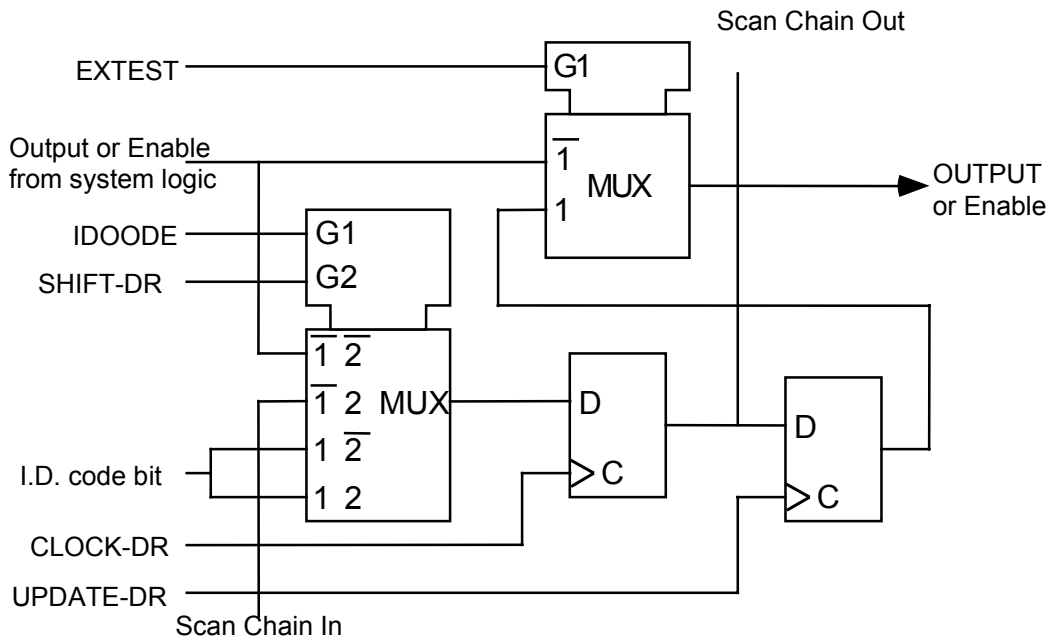 Scan Chain Out
EXTEST
G1
Output or Enable
from system logic
1
MUX
1
OUTPUT
or Enable
IDOODE
G1
SHIFT-DR
G2
1 2
1 2 MUX
1 2
1 2
I.D. code bit
D
C
D
C
CLOCK-DR
UPDATE-DR
Scan Chain In